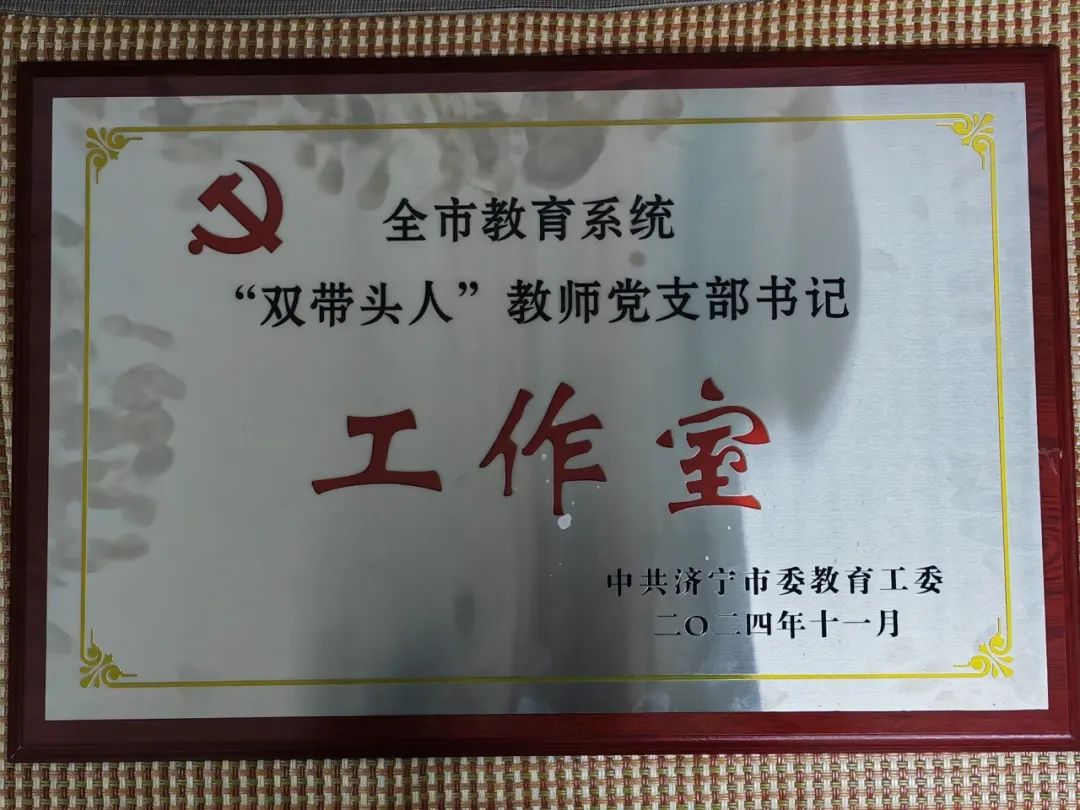 全市教育系统
“双带头人”教师党支部书记
工作室
中共济宁市委教育工委
二〇二四年十一月